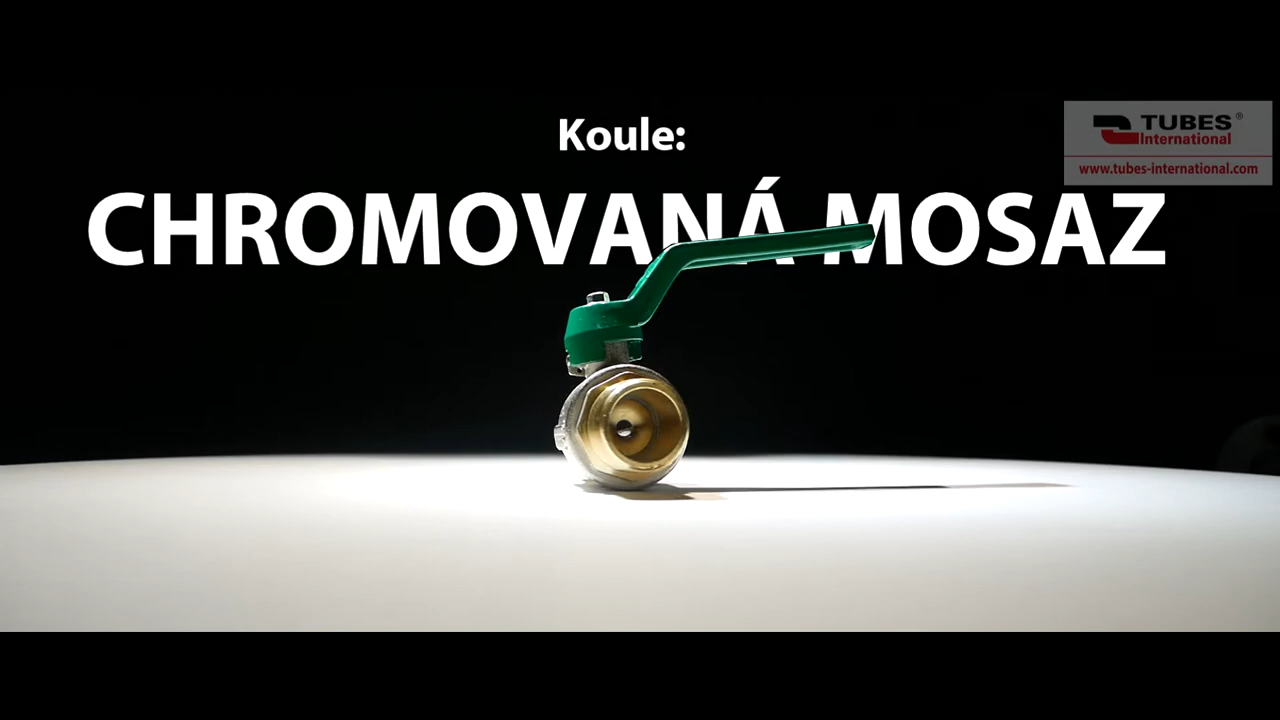 Koule:
CHROMOVANÁ MOSAZ
TUBES®
International
www.tubes-international.com